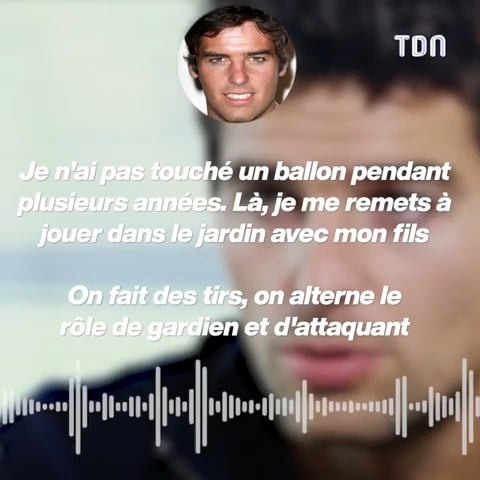 TDN
Je n'ai pas touché un ballon pendant
plusieurs années. Là, je me remets à
jouer dans le jardin avec mon fils
On fait des tirs, on alterne le
rôle de gardien et d'attaquant